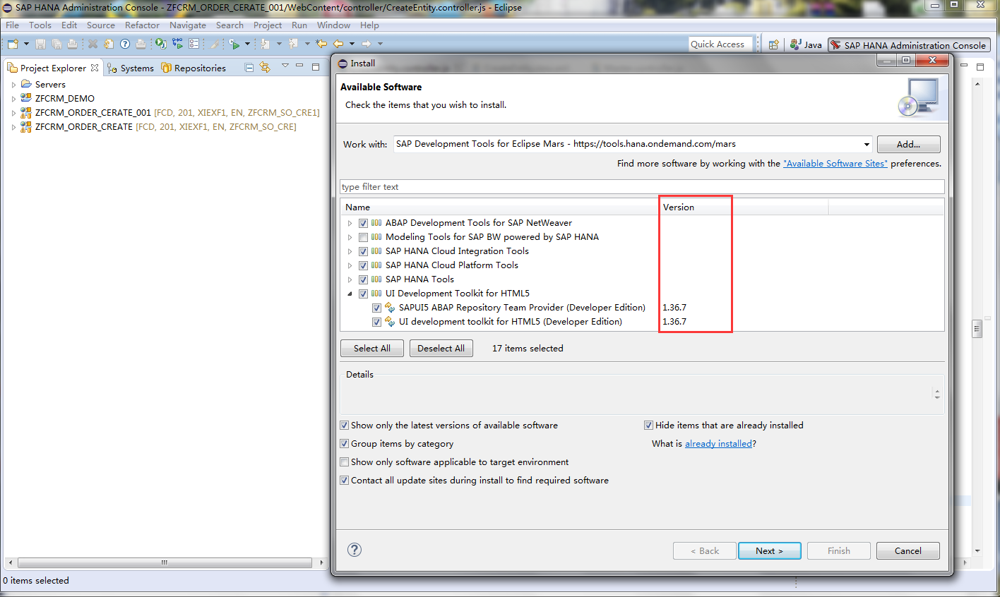 SAP HANA Administration Console - ZFCRM_ORDER_CERATE_001/WebContent/controller/CreateEntity.controller.js - Eclipse
File Tools Edit Source Refactor Navigate Search Project Run Window Help
Quick Access
Java
SAP HANA Administration Console
Project Explorer
Systems
Repositories
Servers
ZFCRM_DEMO
ZFCRM_ORDER_CERATE_001 [FCD, 201, XIEXF1, EN, ZFCRM_SO_CRE1]
ZFCRM_ORDER_CREATE [FCD, 201, XIEXF1, EN, ZFCRM_SO_CRE]
Install
Available Software
Check the items that you wish to install.
Work with: SAP Development Tools for Eclipse Mars - https://tools.hana.ondemand.com/mars Add...
Find more software by working with the "Available Software Sites" preferences.
type filter text
Name Version
ABAP Development Tools for SAP NetWeaver
Modeling Tools for SAP BW powered by SAP HANA
SAP HANA Cloud Integration Tools
SAP HANA Cloud Platform Tools
SAP HANA Tools
UI Development Toolkit for HTML5
SAPUI5 ABAP Repository Team Provider (Developer Edition) 1.36.7
UI development toolkit for HTML5 (Developer Edition) 1.36.7
Select All Deselect All 17 items selected
Details
Show only the latest versions of available software Hide items that are already installed
Group items by category What is already installed?
Show only software applicable to target environment
Contact all update sites during install to find required software
? < Back Next > Finish Cancel
0 items selected